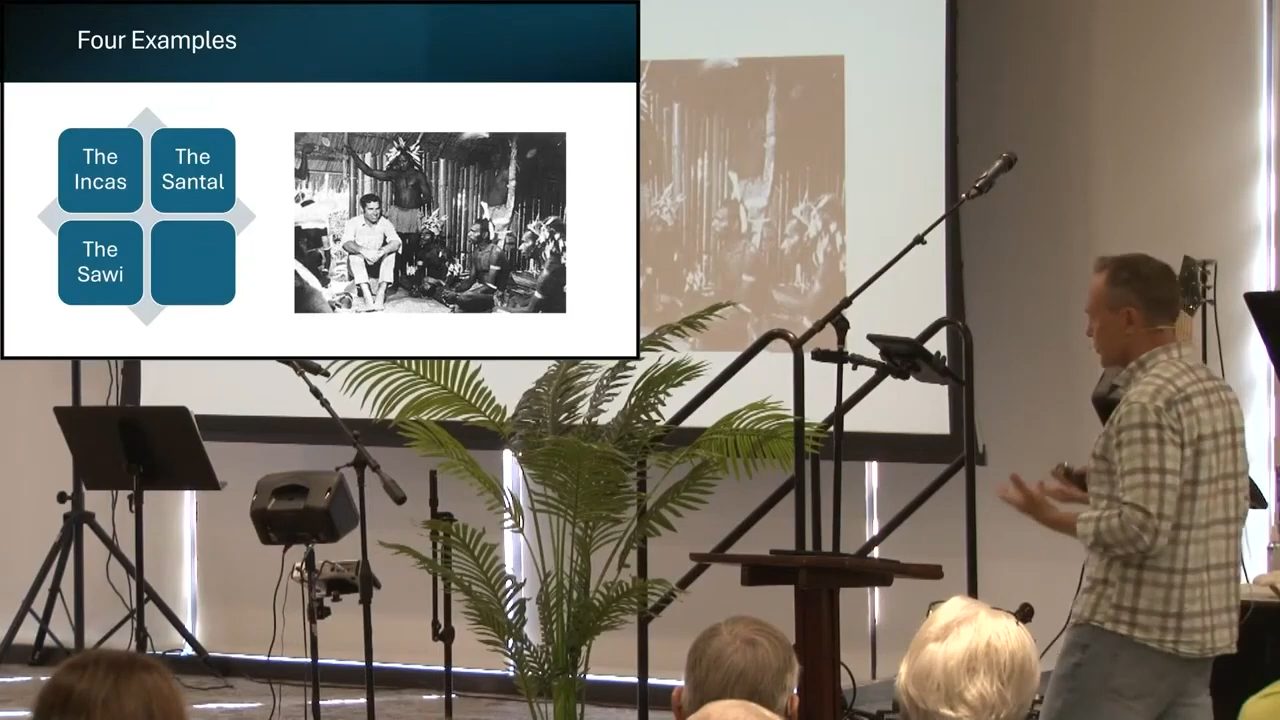 Four Examples
The
Incas
The
Santal
The
Sawi